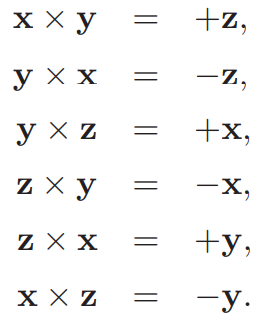 x × y = +z,
y × x = −z,
y × z = +x,
z × y = −x,
z × x = +y,
x × z = −y.